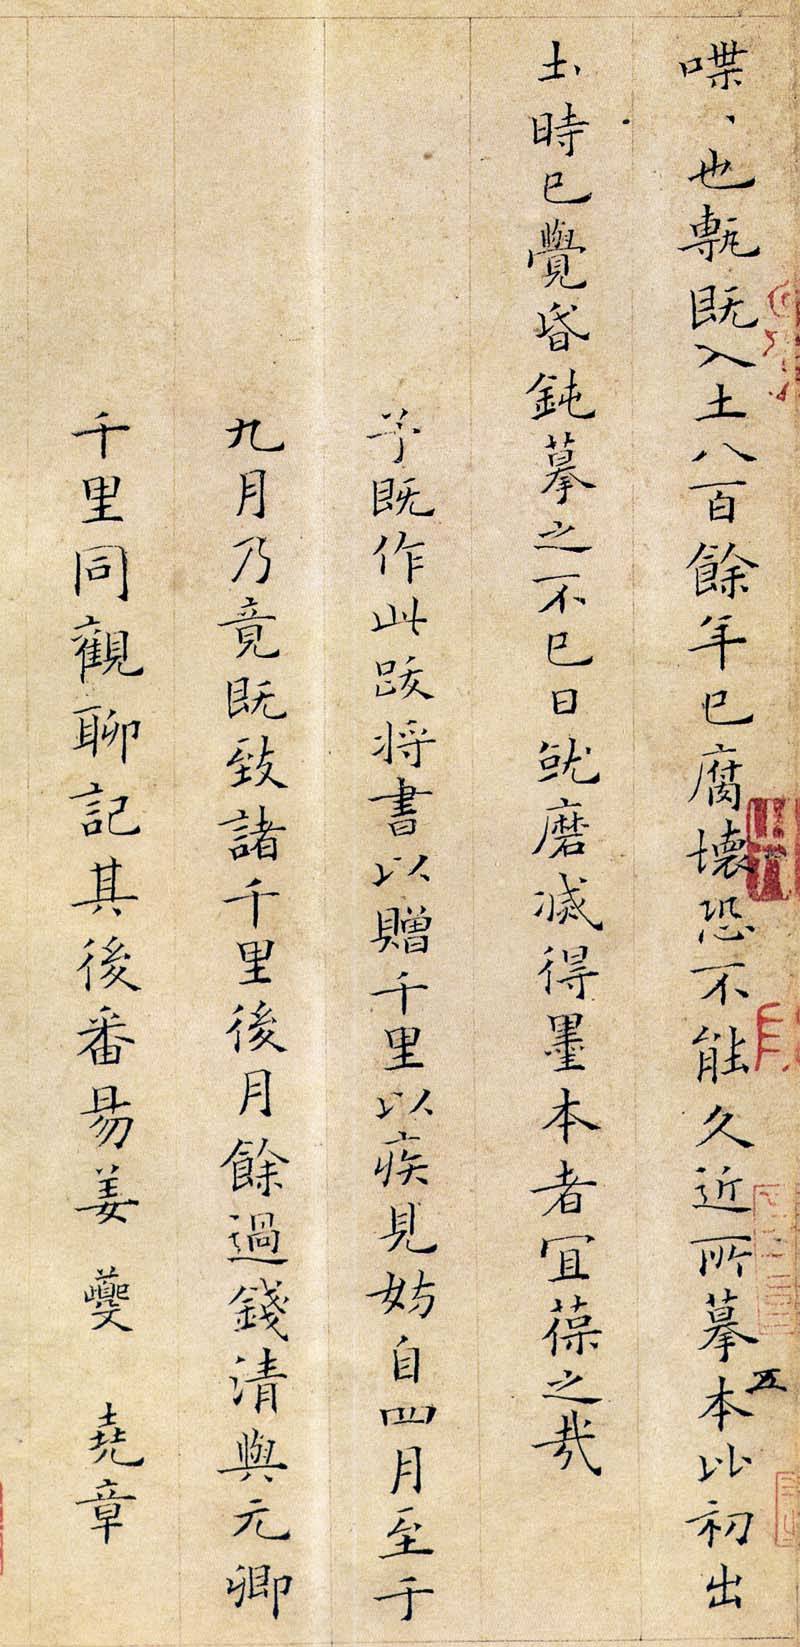 喋、也甎既入土八百餘年已腐壞恐不能久近所摹本比初出
土時已覺昏鈍摹之不已日就磨滅得墨本者宜葆之哉
予既作此跋將書以贈千里以疾見妨自四月至于
九月乃竟既致諸千里後月餘過錢清與元卿
千里同觀聊記其後番昜姜夔堯章
五